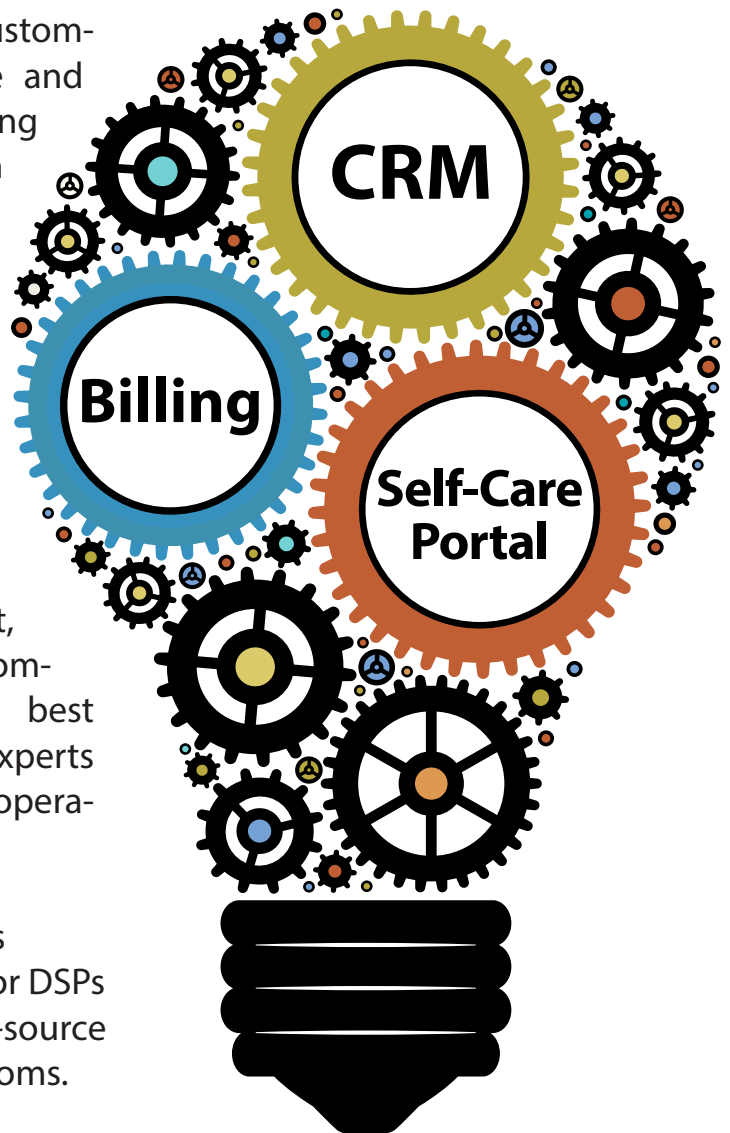 ustom-
e and
ng
CRM
Billing
Self-Care
Portal
t,
om-
best
xperts
opera-
s
or DSPs
-source
oms.